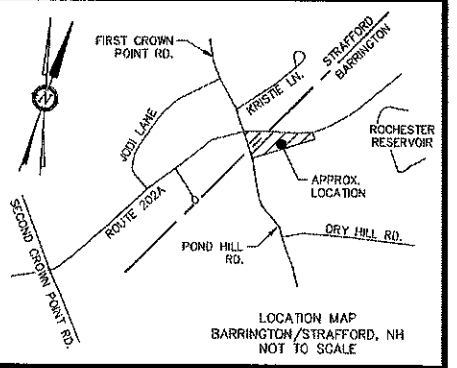 FIRST CROWN
POINT RD.
STRAFFORD
BARRINGTON
KRISTIE LN.
N
JODI LANE
ROCHESTER
RESERVOIR
APPROX.
LOCATION
ROUTE 202A
SECOND CROWN
POINT RD.
POND HILL
RD.
DRY HILL RD.
LOCATION MAP
BARRINGTON/STRAFFORD, NH
NOT TO SCALE